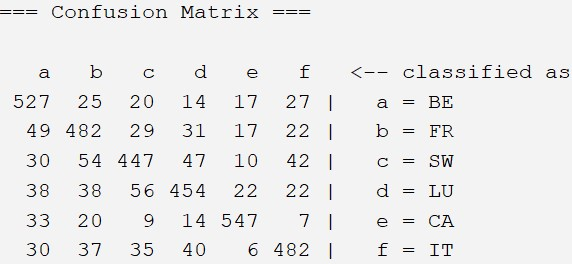 === Confusion Matrix ===
a b c d e f <-- classified as
527 25 20 14 17 27 | a = BE
49 482 29 31 17 22 | b = FR
30 54 447 47 10 42 | c = SW
38 38 56 454 22 22 | d = LU
33 20 9 14 547 7 | e = CA
30 37 35 40 6 482 | f = IT